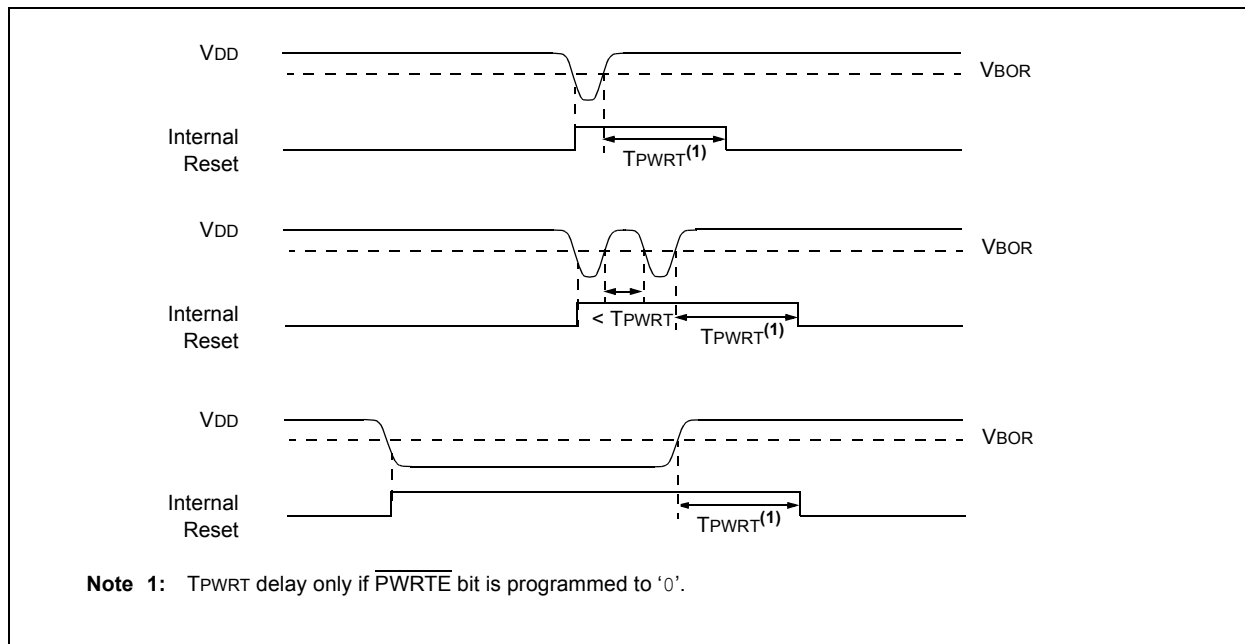 VDD
VBOR
Internal
Reset
TPWRT(1)
VDD
VBOR
Internal
Reset
< TPWRT
TPWRT(1)
VDD
VBOR
Internal
Reset
TPWRT(1)
Note 1: TPWRT delay only if PWRTE bit is programmed to ‘0’.